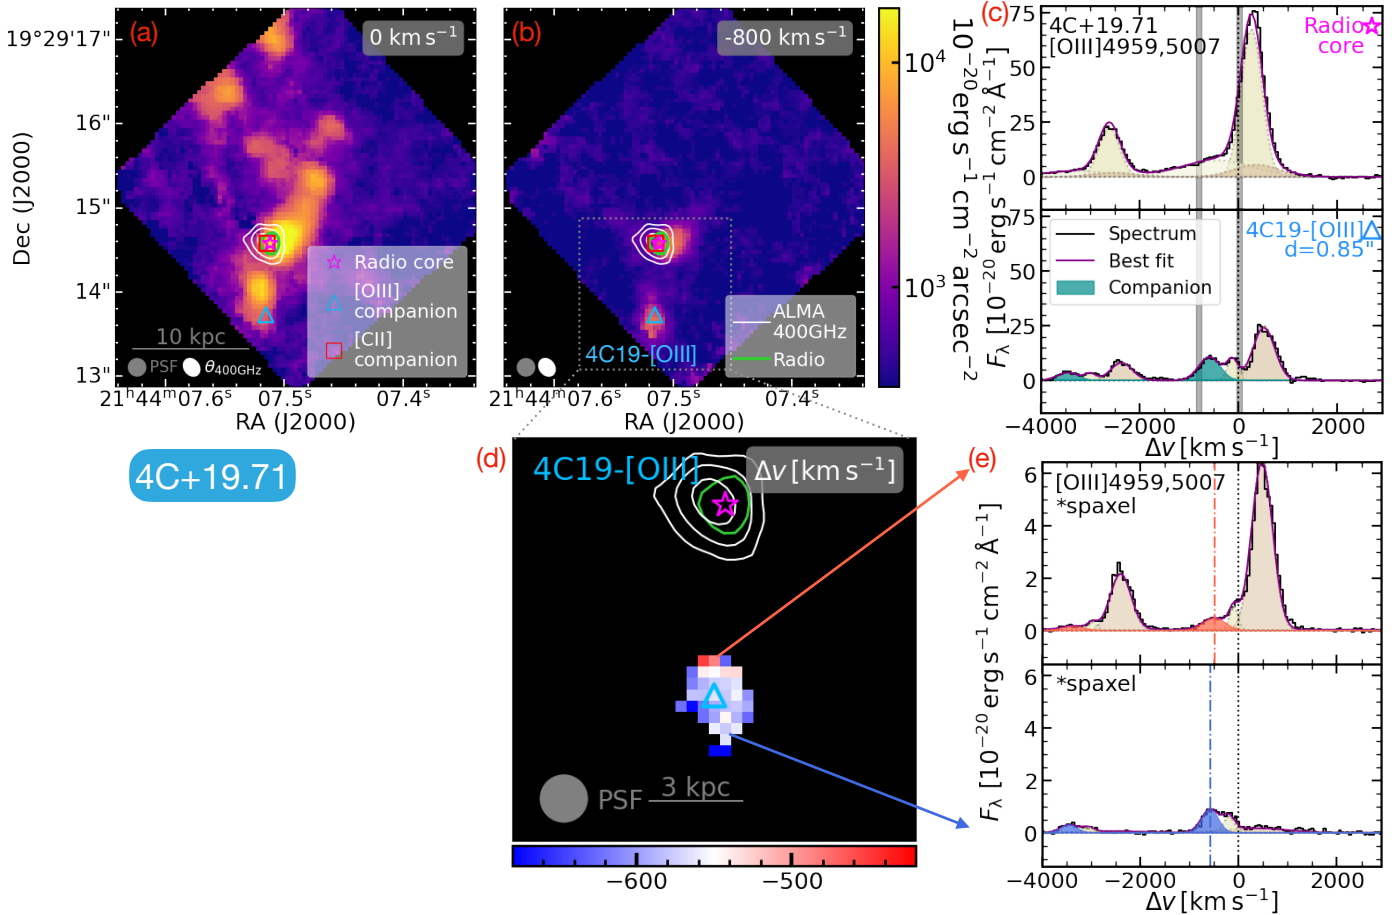 (a)
0 km s⁻¹
19°29'17"
16"
15"
14"
13"
Dec (J2000)
Radio core
[OIII]
companion
[CII]
companion
10 kpc
PSF
θ400GHz
21ʰ44ᵐ07.6ˢ
07.5ˢ
07.4ˢ
RA (J2000)
(b)
-800 km s⁻¹
4C19-[OIII]
ALMA
400GHz
Radio
21ʰ44ᵐ07.6ˢ
07.5ˢ
07.4ˢ
RA (J2000)
10⁴
10³
10⁻²⁰ erg s⁻¹ cm⁻² arcsec⁻²
(c)
4C+19.71
[OIII]4959,5007
Radio
core
75
50
25
0
4C19-[OIII]
d=0.85"
Spectrum
Best fit
Companion
75
50
25
0
Fλ [10⁻²⁰ erg s⁻¹ cm⁻² Å⁻¹]
−4000
−2000
0
2000
Δv [km s⁻¹]
4C+19.71
(d)
4C19-[OIII]
Δv [km s⁻¹]
PSF
3 kpc
−600
−500
(e)
[OIII]4959,5007
*spaxel
6
4
2
0
*spaxel
6
4
2
0
Fλ [10⁻²⁰ erg s⁻¹ cm⁻² Å⁻¹]
−4000
−2000
0
2000
Δv [km s⁻¹]